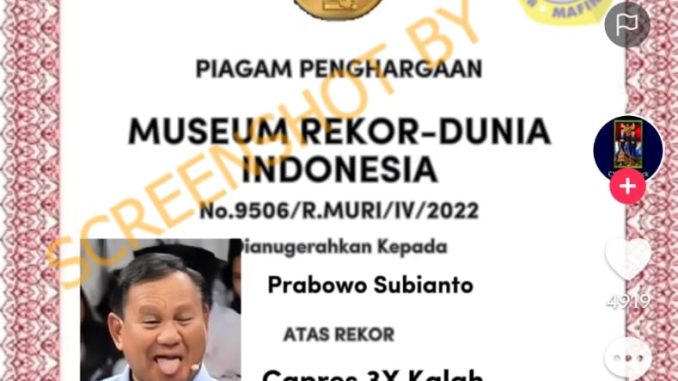 PIAGAM PENGHARGAAN
MUSEUM REKOR-DUNIA
INDONESIA
No.9506/R.MURI/IV/2022
Dianugerahkan Kepada
Prabowo Subianto
ATAS REKOR
Capres 3X Kalah
SCREENSHOT BY
MAFIN
4919